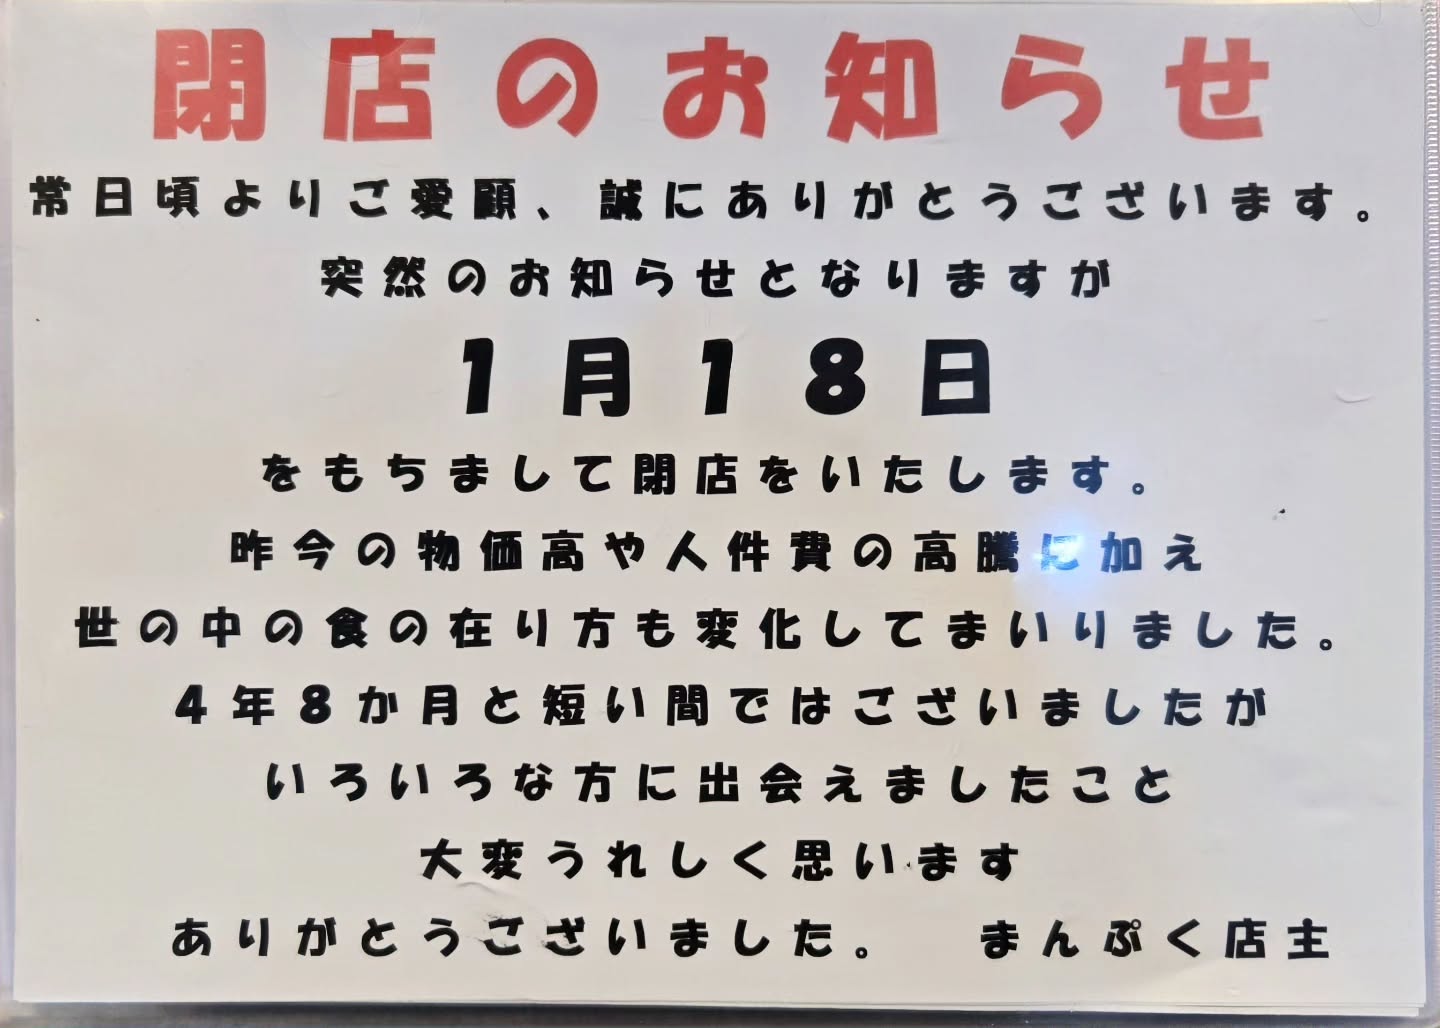 閉店のお知らせ
常日頃よりご愛顧、誠にありがとうございます。
突然のお知らせとなりますが
1月18日
をもちまして閉店をいたします。
昨今の物価高や人件費の高騰に加え
世の中の食の在り方も変化してまいりました。
4年8か月と短い間ではございましたが
いろいろな方に出会えましたこと
大変うれしく思います
ありがとうございました。　まんぷく店主